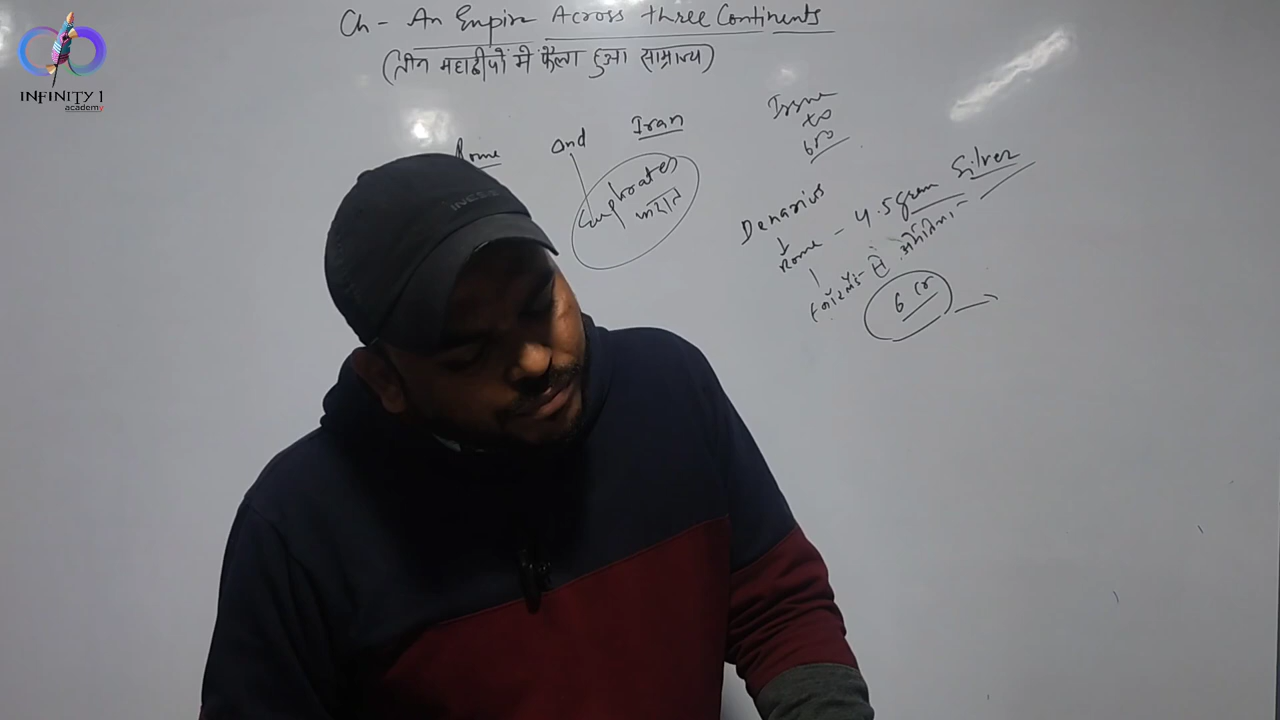 INFINITY 1
academy
Ch - An Empire Across three Continents
(तीन महाद्वीपों में फैला हुआ साम्राज्य)
Rome and Iran
Euphrates
Issue
to
600
Denarius
Rome - 4.5 gram Silver
6 cr
INESS